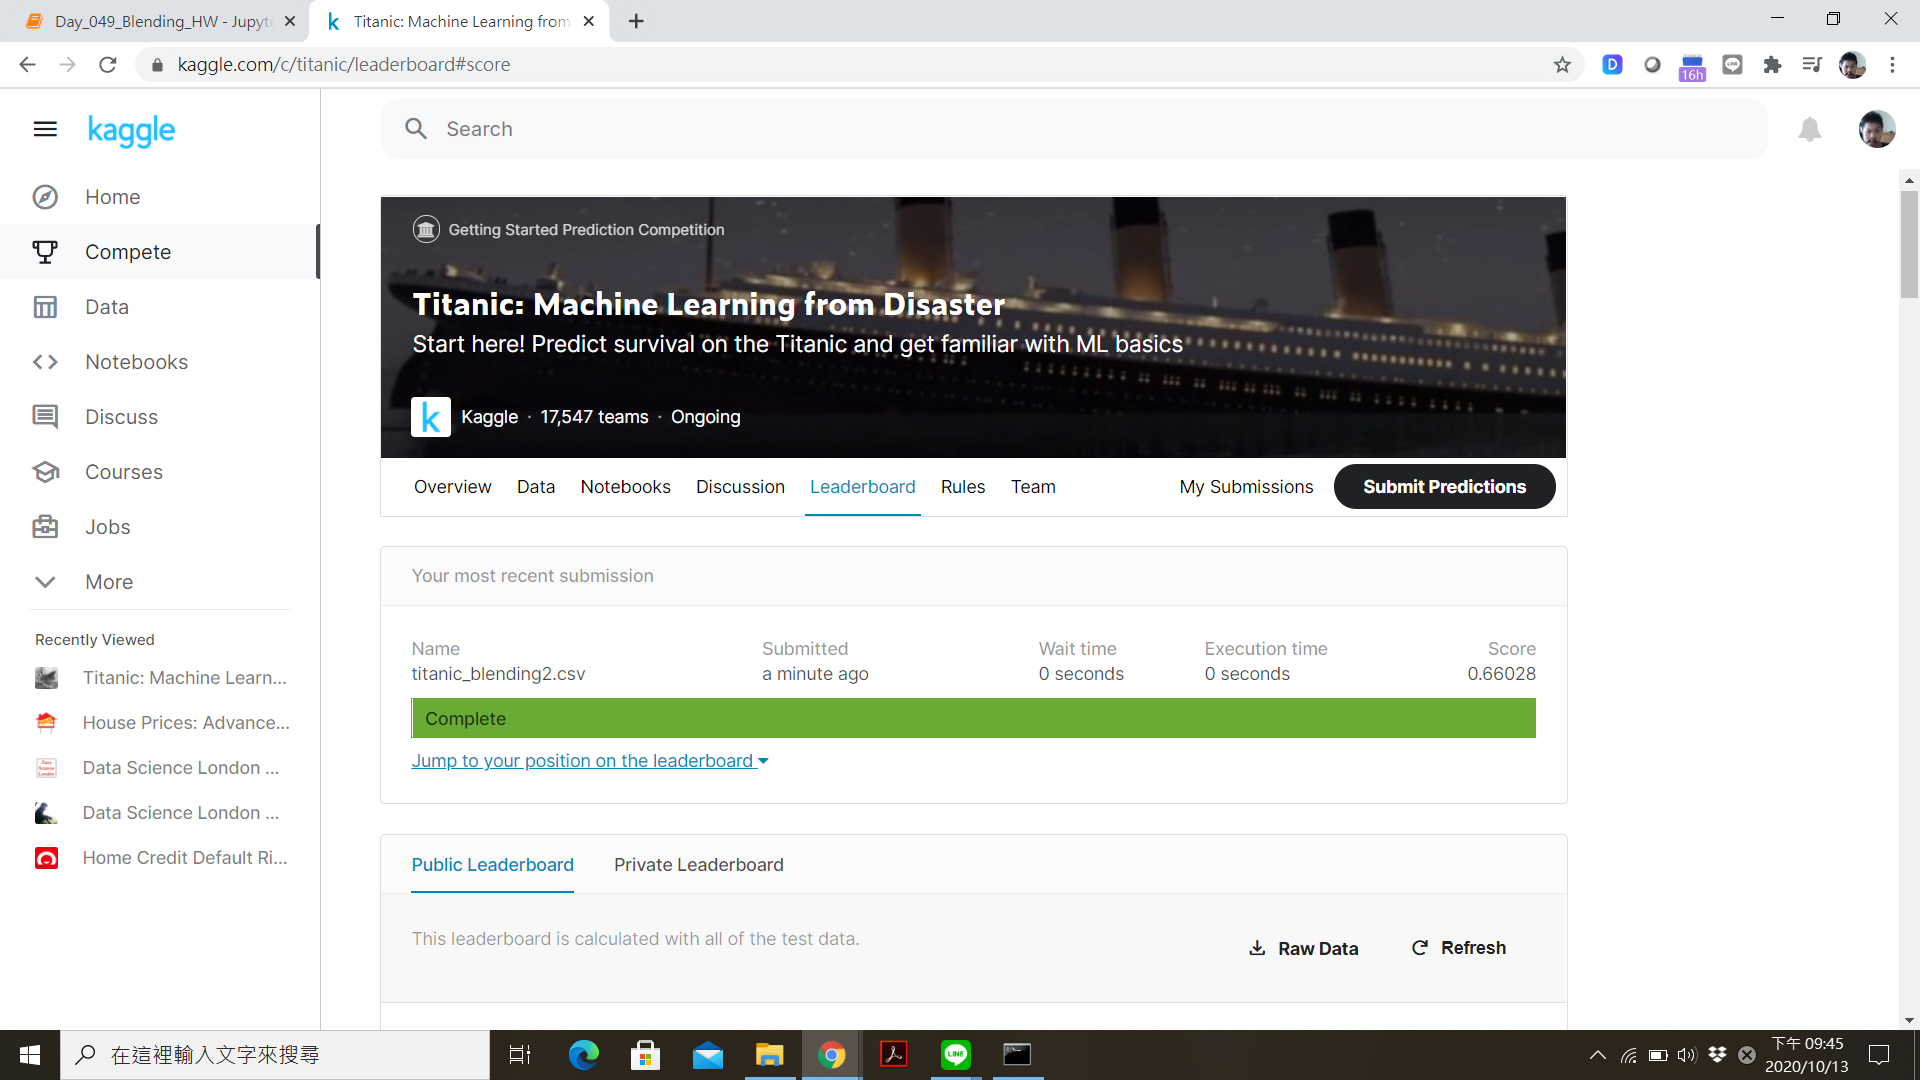 Day_049_Blending_HW - Jupyte
Titanic: Machine Learning from
kaggle.com/c/titanic/leaderboard#score
D
16h
kaggle
Search
Home
Compete
Data
Notebooks
Discuss
Courses
Jobs
More
Recently Viewed
Titanic: Machine Learn...
House Prices: Advance...
Data Science London ...
Data Science London ...
Home Credit Default Ri...
Getting Started Prediction Competition
Titanic: Machine Learning from Disaster
Start here! Predict survival on the Titanic and get familiar with ML basics
k
Kaggle · 17,547 teams · Ongoing
Overview Data Notebooks Discussion Leaderboard Rules Team My Submissions Submit Predictions
Your most recent submission
Name Submitted Wait time Execution time Score
titanic_blending2.csv a minute ago 0 seconds 0 seconds 0.66028
Complete
Jump to your position on the leaderboard
Public Leaderboard Private Leaderboard
This leaderboard is calculated with all of the test data.
Raw Data Refresh
在這裡輸入文字來搜尋
LINE
下午 09:45
2020/10/13